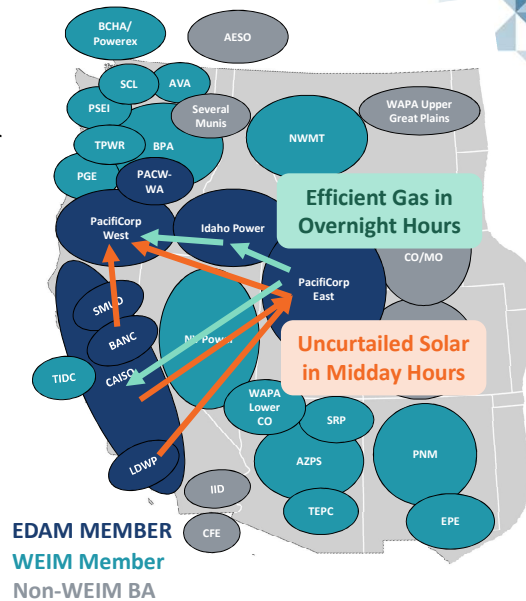 BCHA/
Powerex
AESO
SCL
AVA
PSEI
Several
Munis
WAPA Upper
Great Plains
TPWR
BPA
NWMT
PGE
PACW-
WA
Efficient Gas in
Overnight Hours
PacifiCorp
West
Idaho Power
CO/MO
PacifiCorp
East
SMUD
BANC
NV Power
Uncurtailed Solar
in Midday Hours
TIDC
CAISO
WAPA
Lower
CO
SRP
LDWP
AZPS
PNM
IID
TEPC
EPE
CFE
EDAM MEMBER
WEIM Member
Non-WEIM BA